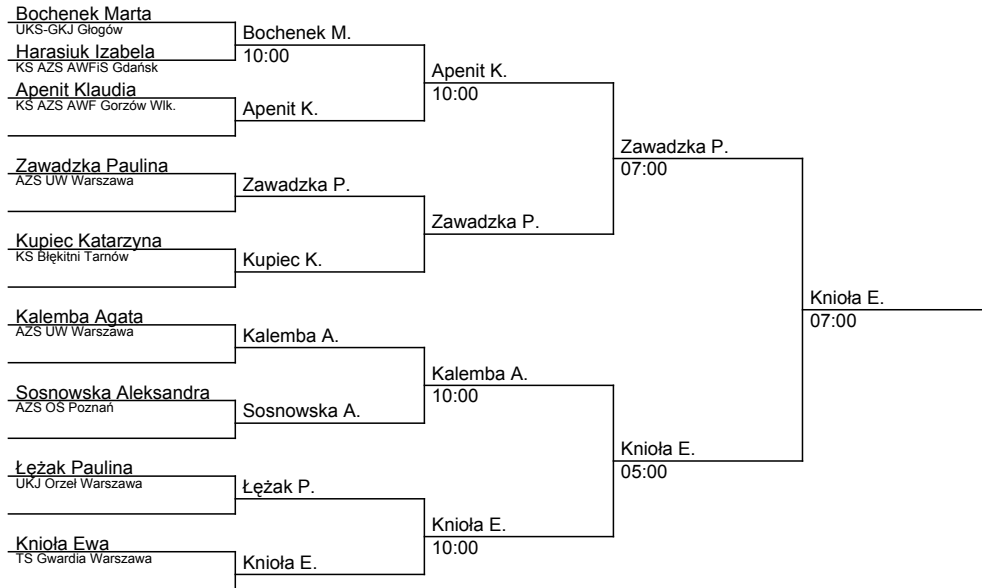 Bochenek Marta
UKS-GKJ Głogów
Harasiuk Izabela
KS AZS AWFiS Gdańsk
Apenit Klaudia
KS AZS AWF Gorzów Wlk.
Zawadzka Paulina
AZS UW Warszawa
Kupiec Katarzyna
KS Błękitni Tarnów
Kalemba Agata
AZS UW Warszawa
Sosnowska Aleksandra
AZS OŚ Poznań
Łężak Paulina
UKJ Orzeł Warszawa
Knioła Ewa
TS Gwardia Warszawa
Bochenek M.
10:00
Apenit K.
Zawadzka P.
Kupiec K.
Kalemba A.
Sosnowska A.
Łężak P.
Knioła E.
Apenit K.
10:00
Zawadzka P.
Kalemba A.
10:00
Knioła E.
10:00
Zawadzka P.
07:00
Knioła E.
05:00
Knioła E.
07:00